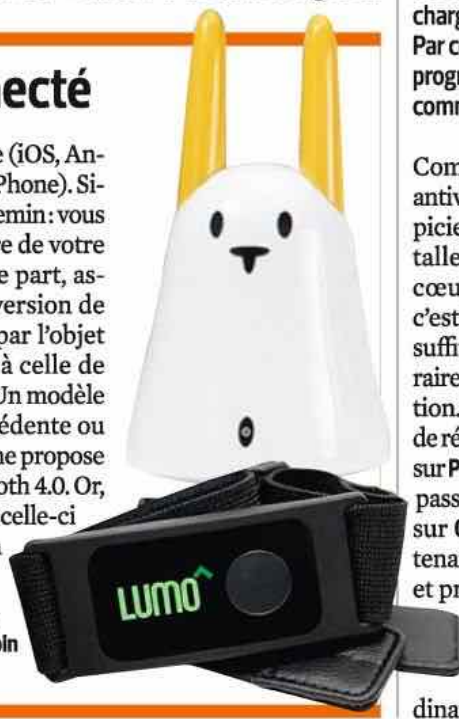 ecté
e (iOS, An-
Phone). Si-
emin : vous
re de votre
e part, as-
version de
par l'objet
à celle de
Un modèle
édente ou
ne propose
oth 4.0. Or,
celle-ci
oin
LUMO
charg
Par c
progr
comm
Com
antiv
picie
talle
cœu
c'est
suffi
raire
tion.
de ré
sur P
pass
sur
tena
et pr
dina